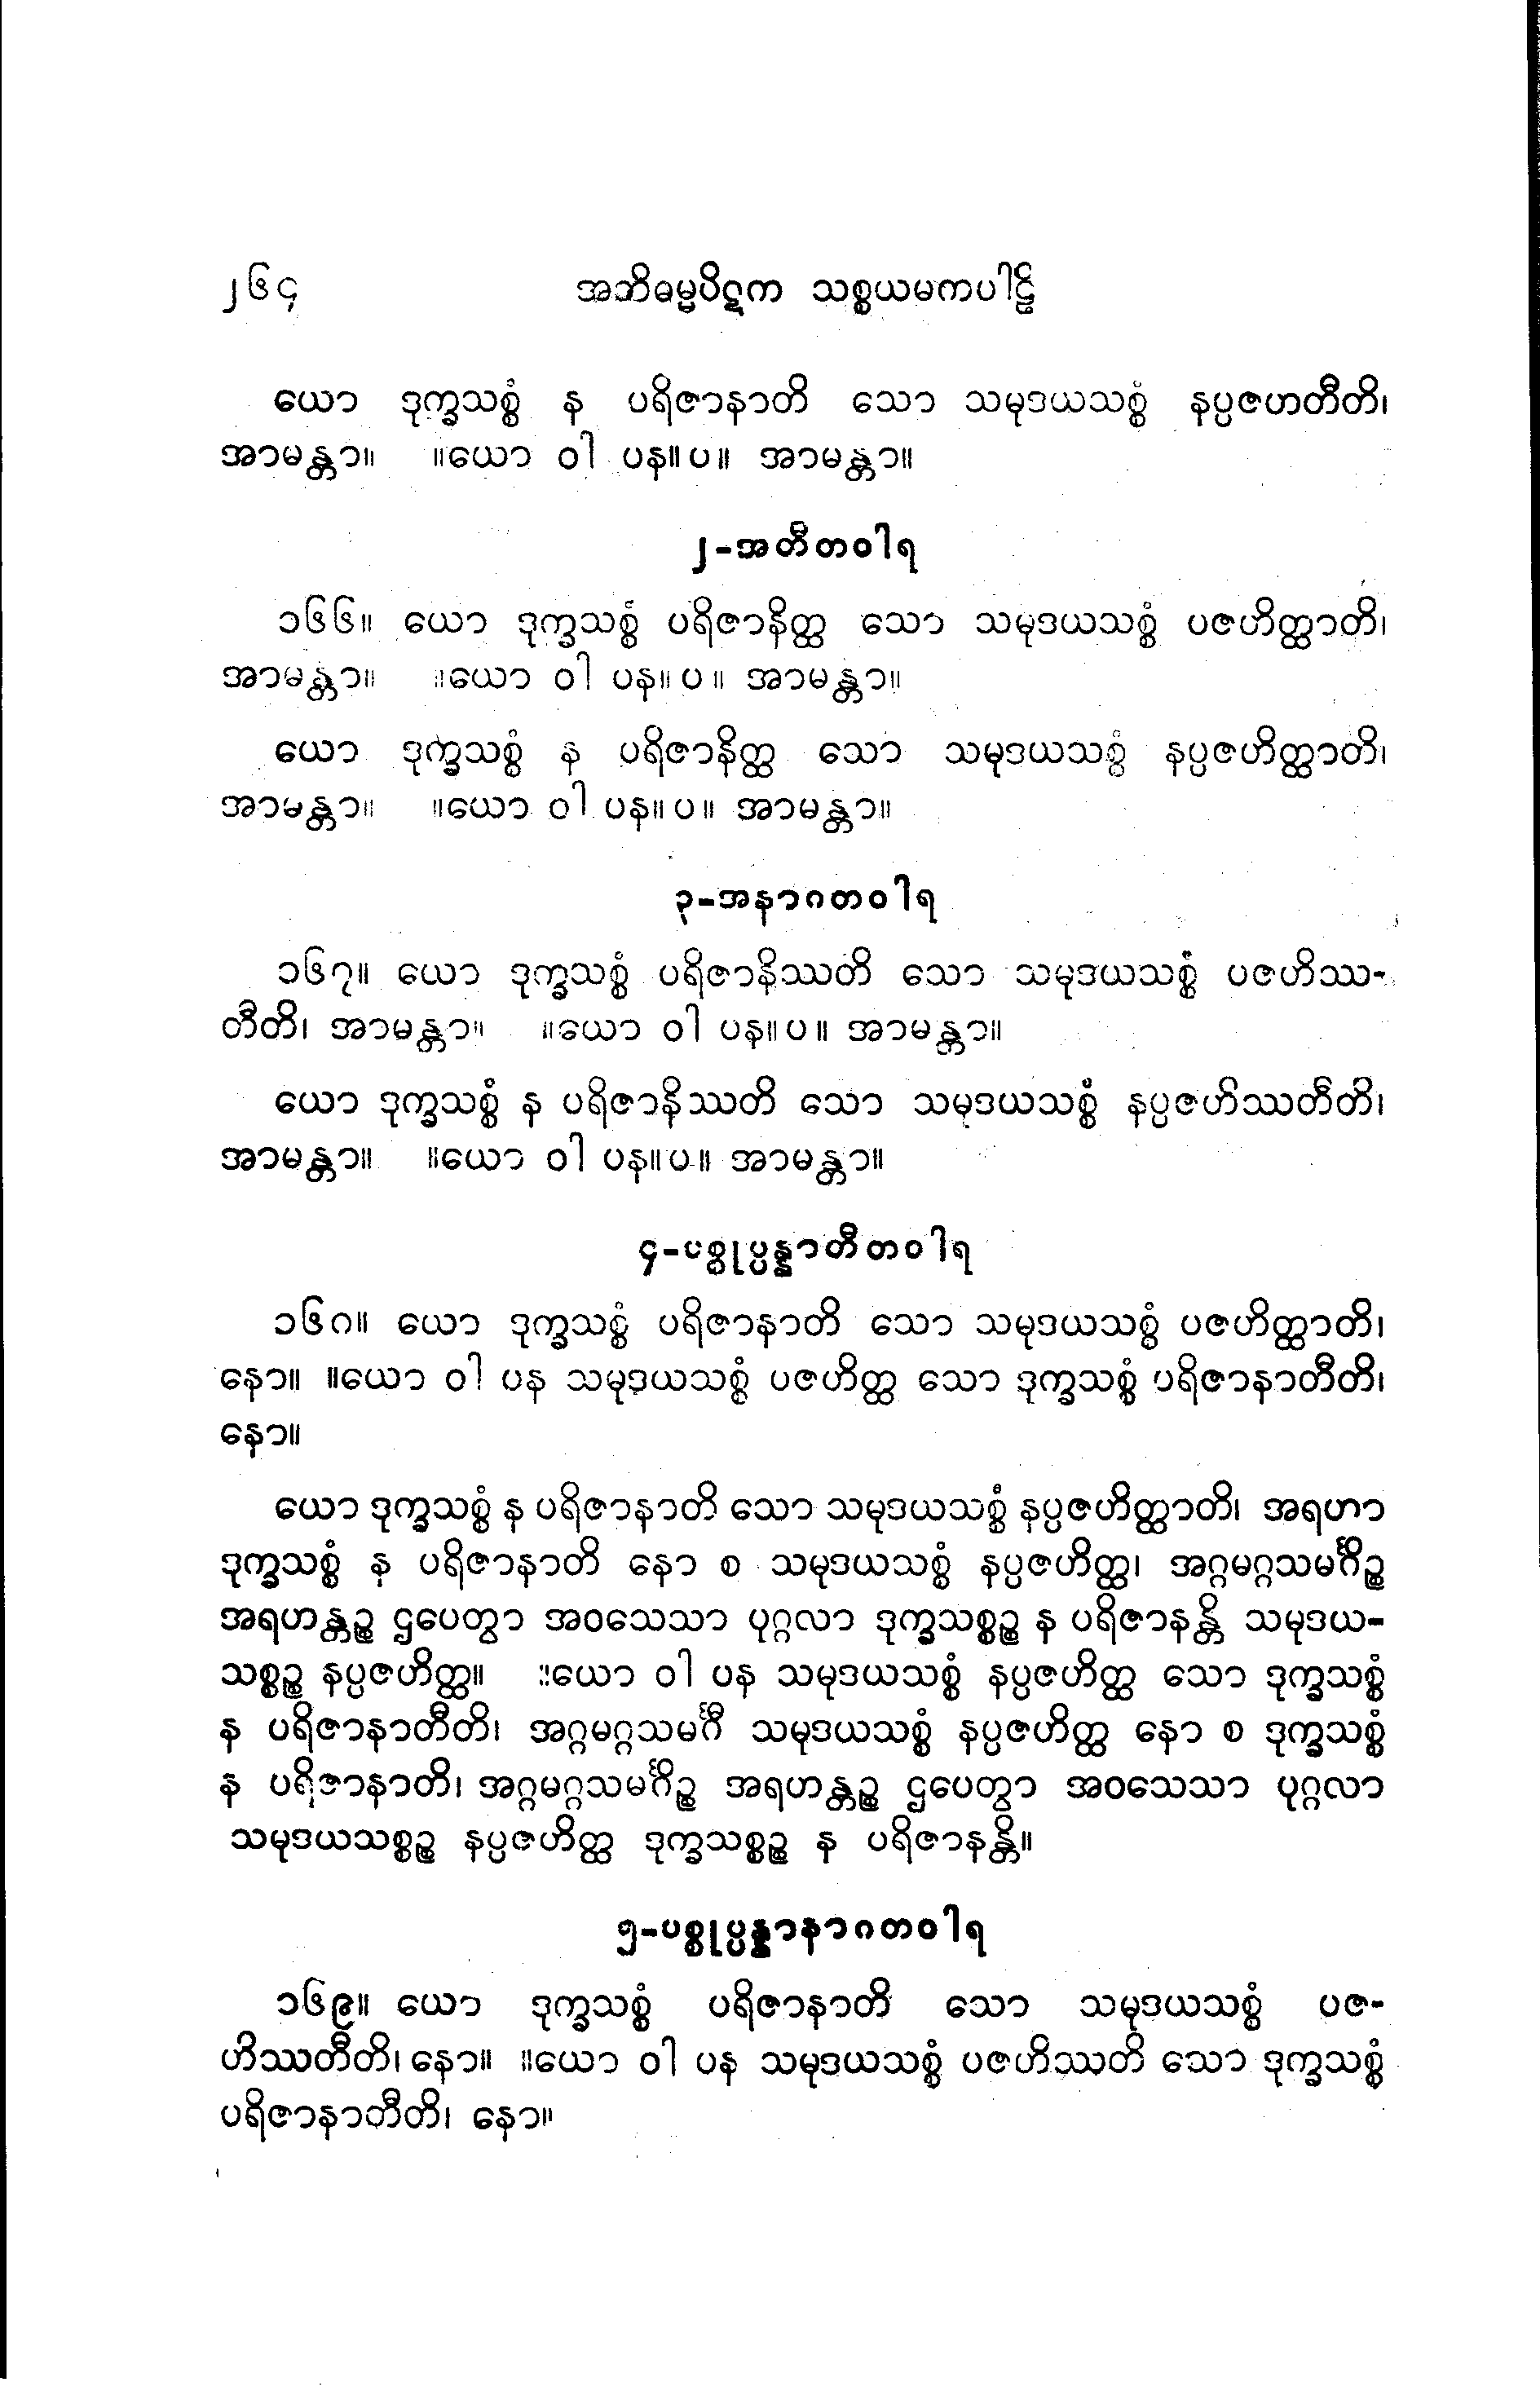 ၂၆၄ အဘိဓမ္မပိဋက သစ္စယမကပါဠိ
ယော ဒုက္ခသစ္စံ န ပရိဇာနာတိ သော သမုဒယသစ္စံ နပ္ပဇဟတီတိ၊
အာမန္တာ။ ။ယော ဝါ ပန။ပ။ အာမန္တာ။
၂-အတီတဝါရ
၁၆၆။ ယော ဒုက္ခသစ္စံ ပရိဇာနိတ္ထ သော သမုဒယသစ္စံ ပဇဟိတ္ထာတိ၊
အာမန္တာ။ ။ယော ဝါ ပန။ပ။ အာမန္တာ။
ယော ဒုက္ခသစ္စံ န ပရိဇာနိတ္ထ သော သမုဒယသစ္စံ နပ္ပဇဟိတ္ထာတိ၊
အာမန္တာ။ ။ယော ဝါ ပန။ပ။ အာမန္တာ။
၃-အနာဂတဝါရ
၁၆၇။ ယော ဒုက္ခသစ္စံ ပရိဇာနိဿတိ သော သမုဒယသစ္စံ ပဇဟိဿ-
တီတိ၊ အာမန္တာ။ ။ယော ဝါ ပန။ပ။ အာမန္တာ။
ယော ဒုက္ခသစ္စံ န ပရိဇာနိဿတိ သော သမုဒယသစ္စံ နပ္ပဇဟိဿတီတိ၊
အာမန္တာ။ ။ယော ဝါ ပန။ပ။ အာမန္တာ။
၄-ပစ္စုပ္ပန္နာတီတဝါရ
၁၆၈။ ယော ဒုက္ခသစ္စံ ပရိဇာနာတိ သော သမုဒယသစ္စံ ပဇဟိတ္ထာတိ၊
နော။ ။ယော ဝါ ပန သမုဒယသစ္စံ ပဇဟိတ္ထ သော ဒုက္ခသစ္စံ ပရိဇာနာတီတိ၊
နော။
ယော ဒုက္ခသစ္စံ န ပရိဇာနာတိ သော သမုဒယသစ္စံ နပ္ပဇဟိတ္ထာတိ၊ အရဟာ
ဒုက္ခသစ္စံ န ပရိဇာနာတိ နော စ သမုဒယသစ္စံ နပ္ပဇဟိတ္ထ၊ အဂ္ဂမဂ္ဂသမင်္ဂိဉ္စ
အရဟန္တဉ္စ ဌပေတွာ အဝသေသာ ပုဂ္ဂလာ ဒုက္ခသစ္စဉ္စ န ပရိဇာနန္တိ သမုဒယ-
သစ္စဉ္စ နပ္ပဇဟိတ္ထ။ ။ယော ဝါ ပန သမုဒယသစ္စံ နပ္ပဇဟိတ္ထ သော ဒုက္ခသစ္စံ
န ပရိဇာနာတီတိ၊ အဂ္ဂမဂ္ဂသမင်္ဂီ သမုဒယသစ္စံ နပ္ပဇဟိတ္ထ နော စ ဒုက္ခသစ္စံ
န ပရိဇာနာတိ၊ အဂ္ဂမဂ္ဂသမင်္ဂိဉ္စ အရဟန္တဉ္စ ဌပေတွာ အဝသေသာ ပုဂ္ဂလာ
သမုဒယသစ္စဉ္စ နပ္ပဇဟိတ္ထ ဒုက္ခသစ္စဉ္စ န ပရိဇာနန္တိ။
၅-ပစ္စုပ္ပန္နာနာဂတဝါရ
၁၆၉။ ယော ဒုက္ခသစ္စံ ပရိဇာနာတိ သော သမုဒယသစ္စံ ပဇ-
ဟိဿတီတိ၊ နော။ ။ယော ဝါ ပန သမုဒယသစ္စံ ပဇဟိဿတိ သော ဒုက္ခသစ္စံ
ပရိဇာနာတီတိ၊ နော။